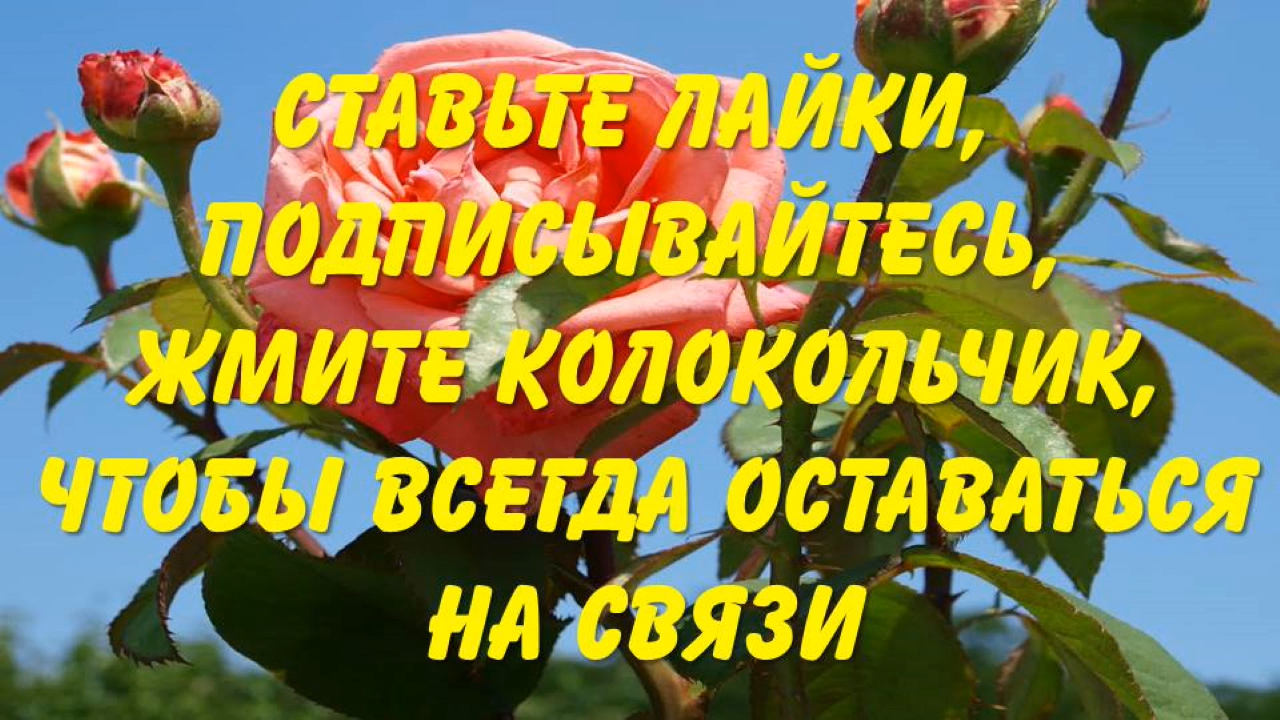 СТАВЬТЕ ЛАЙКИ,
ПОДПИСЫВАЙТЕСЬ,
ЖМИТЕ КОЛОКОЛЬЧИК,
ЧТОБЫ ВСЕГДА ОСТАВАТЬСЯ
НА СВЯЗИ